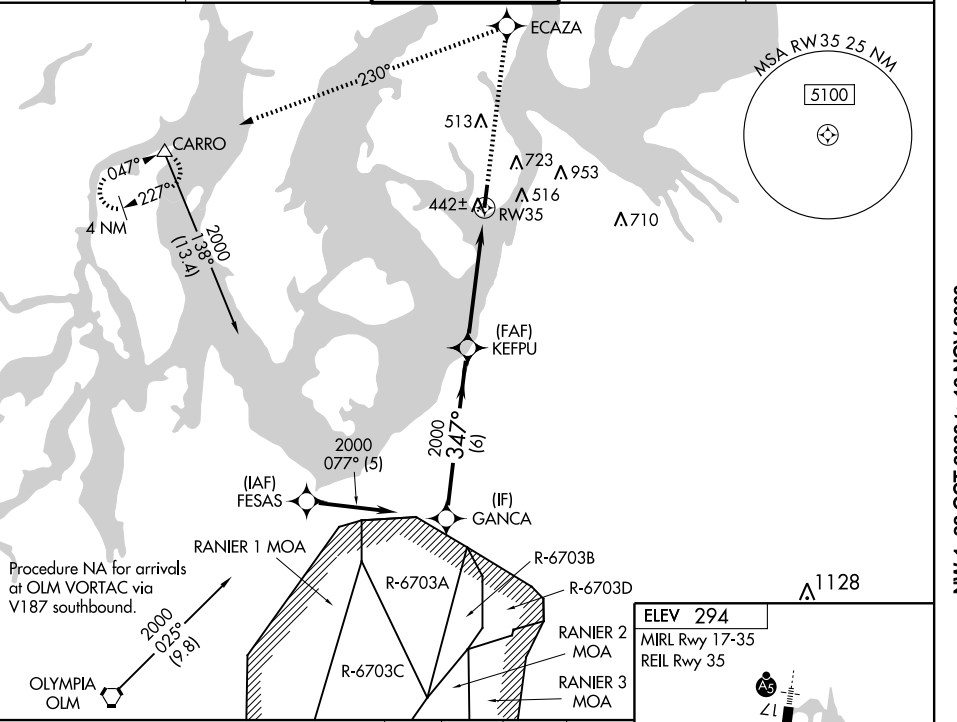 ECAZA
230°
MSA RW35 25 NM
5100
513
CARRO
047°
227°
4 NM
723
953
516
442±
RW35
710
2000
138°
(13.4)
(FAF)
KEFPU
2000
347°
(6)
2000
077° (5)
(IAF)
FESAS
(IF)
GANCA
RANIER 1 MOA
R-6703B
R-6703A
R-6703D
Procedure NA for arrivals
at OLM VORTAC via
V187 southbound.
1128
2000
025°
(9.8)
ELEV 294
MIRL Rwy 17-35
REIL Rwy 35
RANIER 2
MOA
R-6703C
RANIER 3
MOA
OLYMPIA
OLM
A5
17